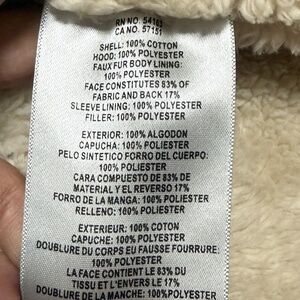 RN NO. 54163
CA NO. 57151
SHELL: 100% COTTON
HOOD: 100% POLYESTER
FAUX FUR BODY LINING:
100% POLYESTER
FACE CONSTITUTES 83% OF
FABRIC AND BACK 17%
SLEEVE LINING: 100% POLYESTER
FILLER: 100% POLYESTER
EXTERIOR: 100% ALGODON
CAPUCHA: 100% POLIESTER
PELO SINTETICO FORRO DEL CUERPO:
100% POLIESTER
CARA COMPUESTO DE 83% DE
MATERIAL Y EL REVERSO 17%
FORRO DE LA MANGA: 100% POLIESTER
RELLENO: 100% POLIESTER
EXTERIEUR: 100% COTON
CAPUCHE: 100% POLYESTER
DOUBLURE DU CORPS EU FAUSSE FOURRURE:
100% POLYESTER
LA FACE CONTIENT LE 83% DU
TISSU ET L'ENVERS DE 17%
DOUBLURE DE LA MANCHE: 100% POLYESTER